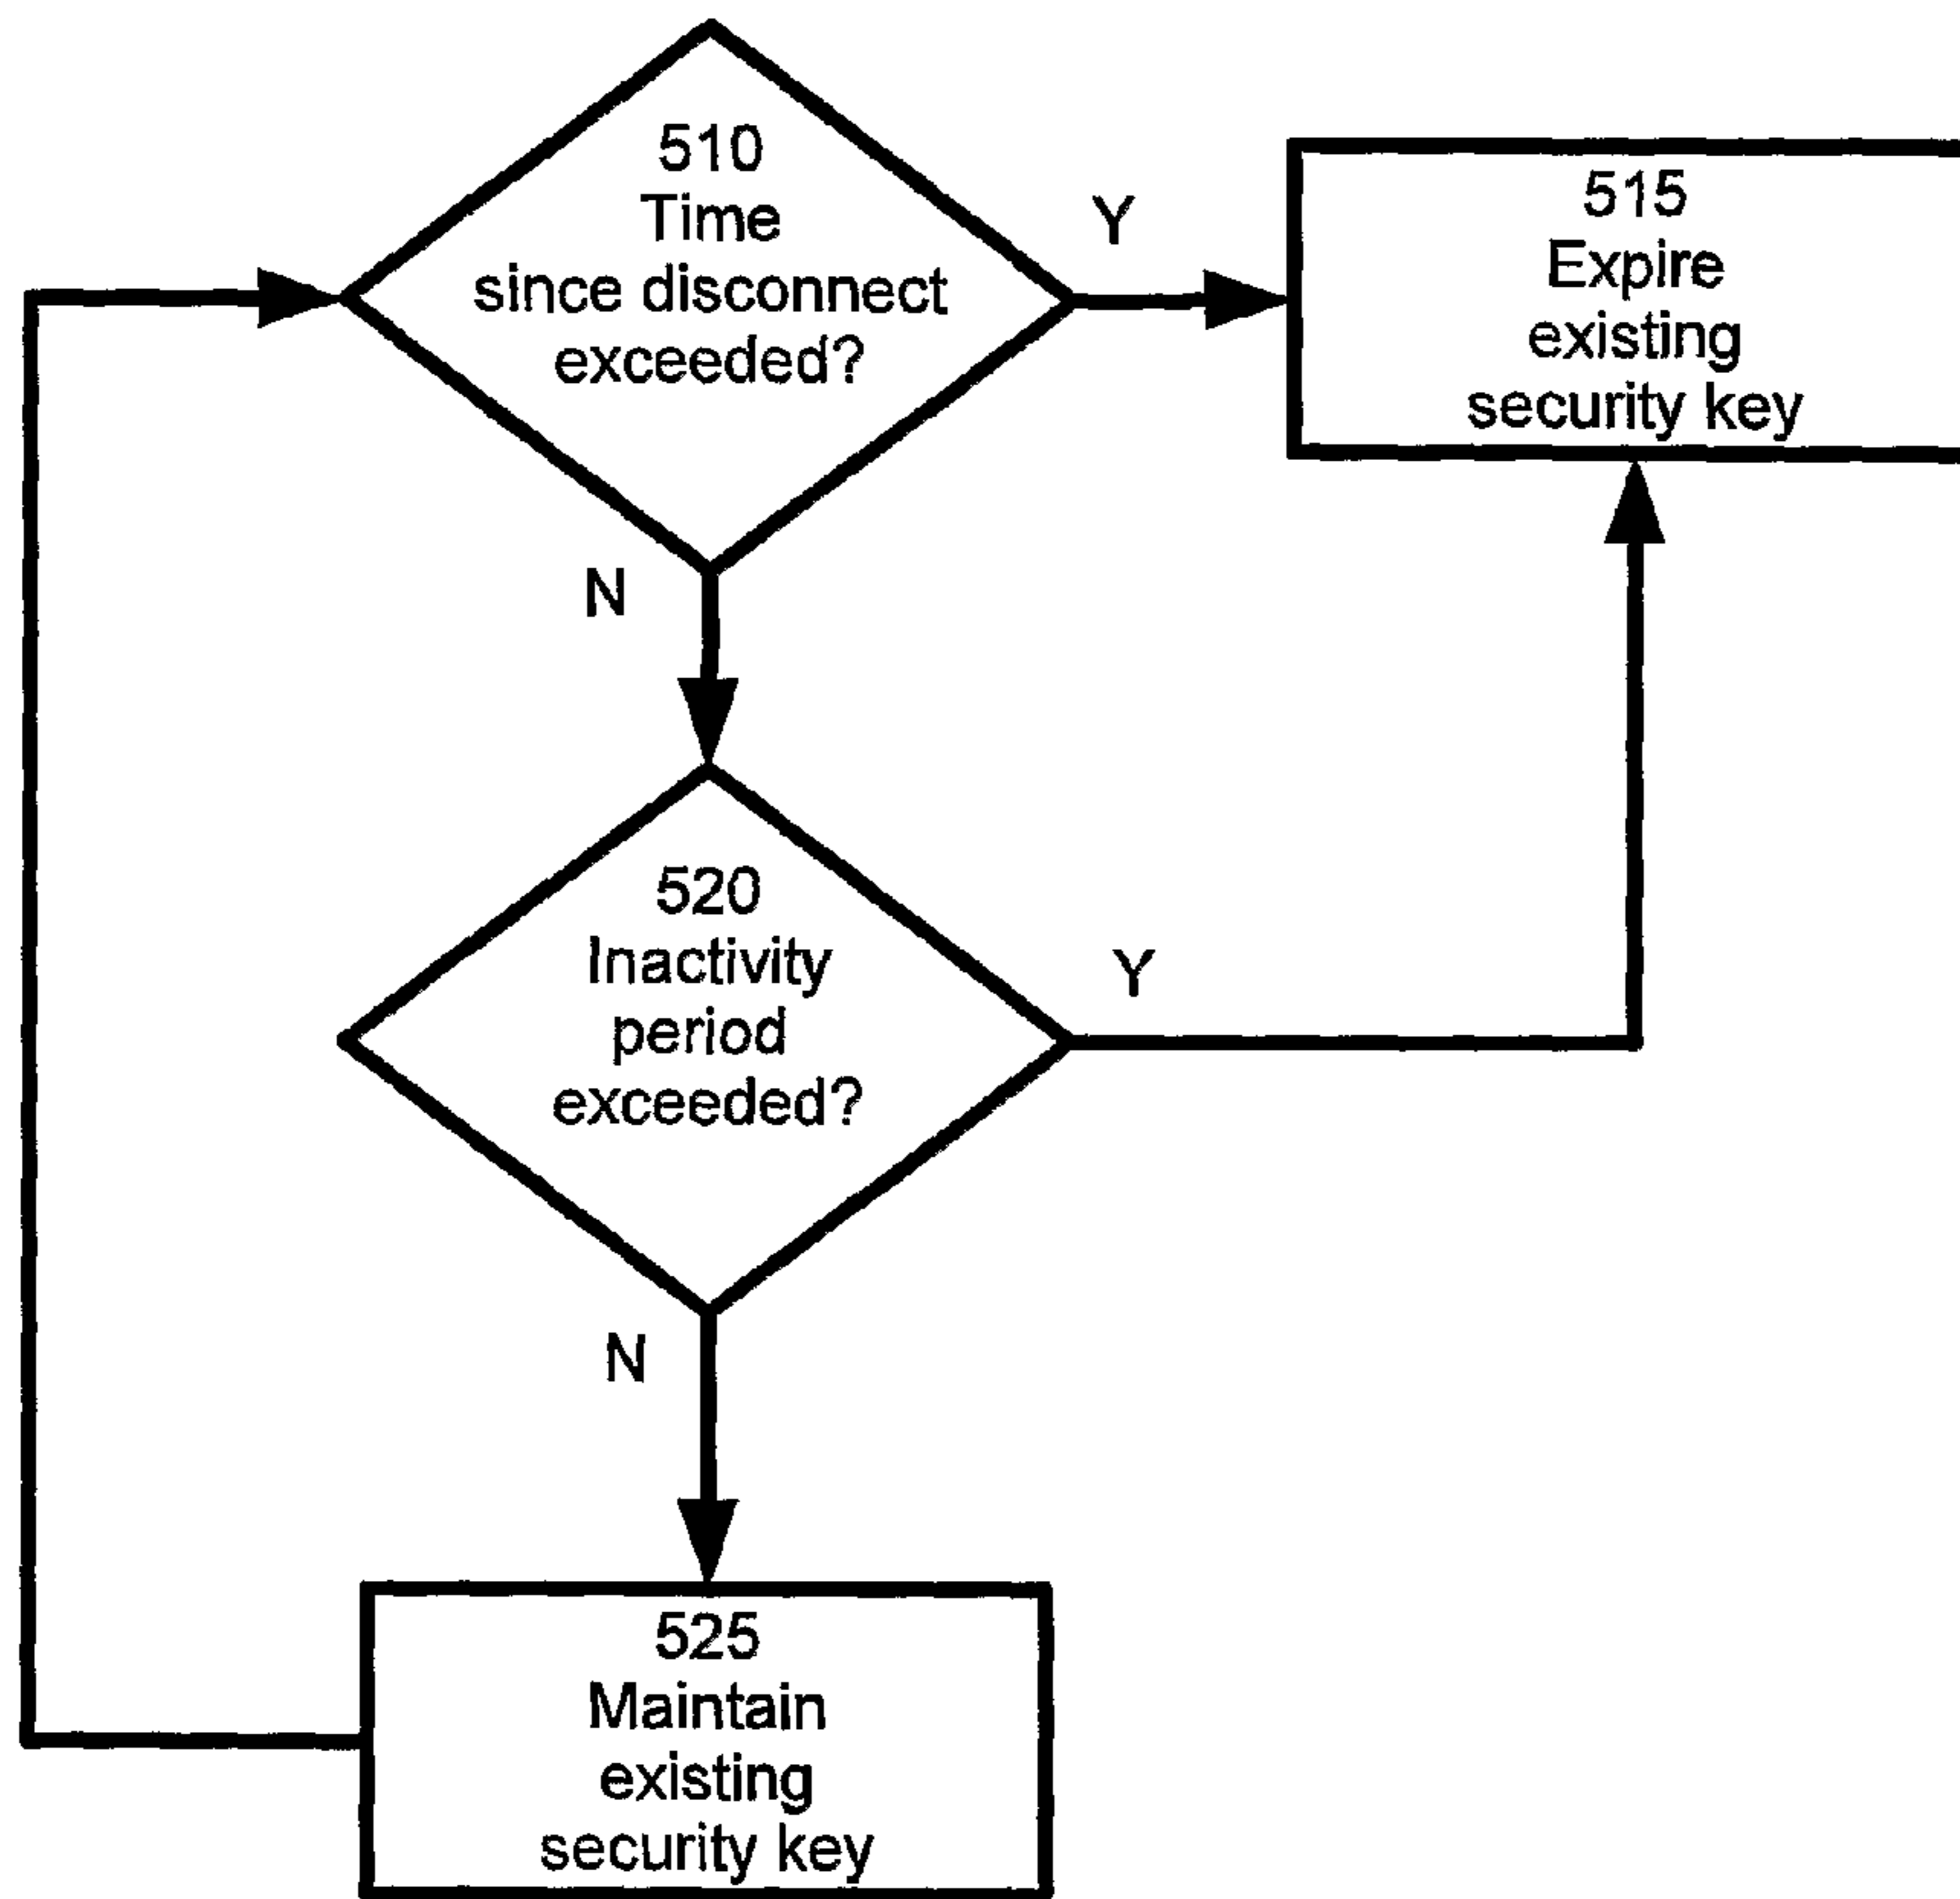 510
Time
since disconnect
exceeded?
Y
515
Expire
existing
security key
N
520
Inactivity
period
exceeded?
Y
N
525
Maintain
existing
security key